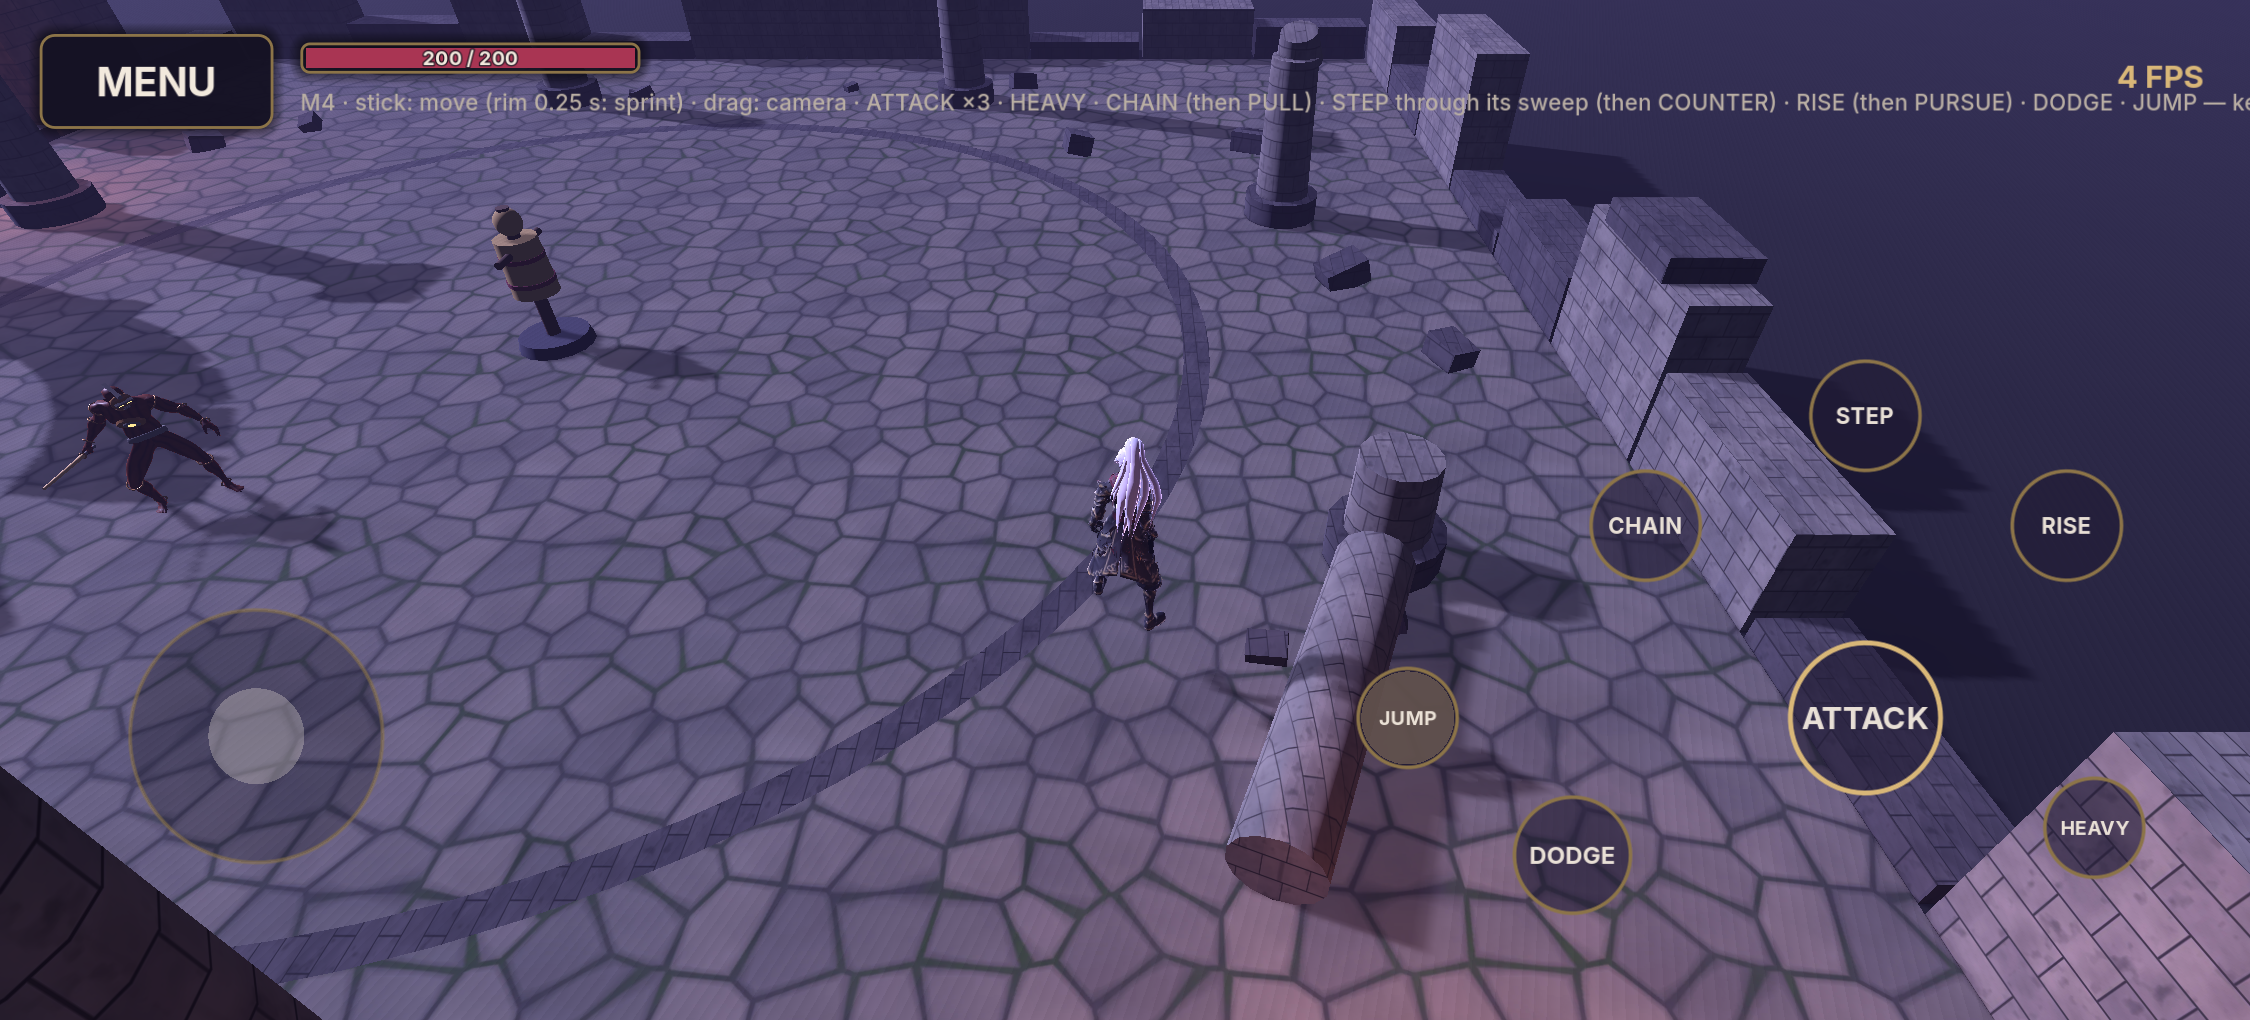 MENU
200 / 200
4 FPS
M4 · stick: move (rim 0.25 s: sprint) · drag: camera · ATTACK ×3 · HEAVY · CHAIN (then PULL) · STEP through its sweep (then COUNTER) · RISE (then PURSUE) · DODGE · JUMP —
STEP
CHAIN
RISE
ATTACK
JUMP
HEAVY
DODGE